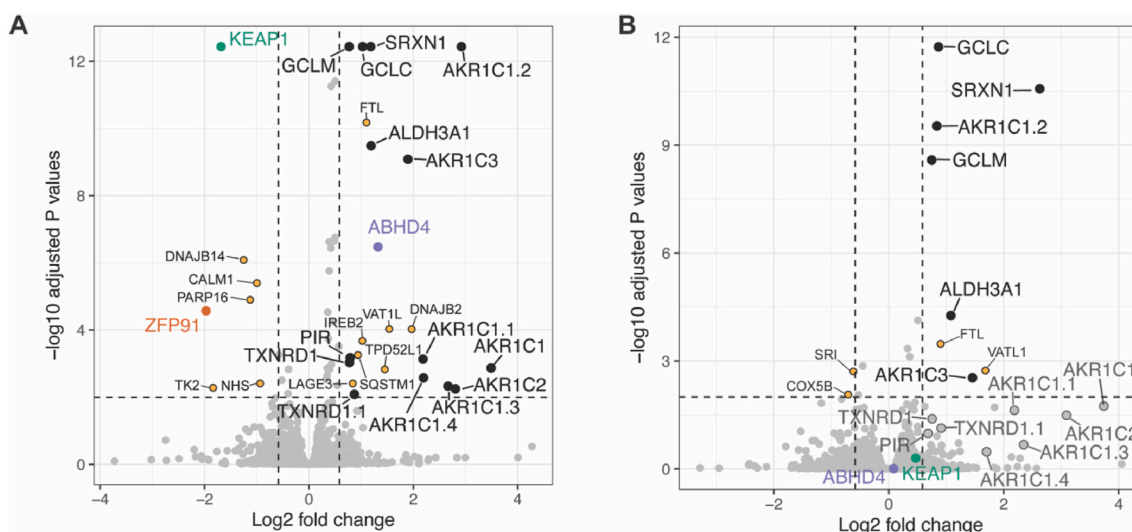 A
KEAP1
SRXN1
GCLM
GCLC
AKR1C1.2
FTL
ALDH3A1
AKR1C3
ABHD4
DNAJB14
CALM1
PARP16
ZFP91
VAT1L
DNAJB2
IREB2
PIR
TXNRD1
TPD52L1
AKR1C1.1
AKR1C1
TK2
NHS
LAGE3
SQSTM1
AKR1C2
TXNRD1.1
AKR1C1.3
AKR1C1.4
12
8
4
0
−log10 adjusted P values
−4
−2
0
2
4
Log2 fold change
B
GCLC
SRXN1
AKR1C1.2
GCLM
ALDH3A1
FTL
SRI
VATL1
COX5B
AKR1C3
AKR1C1.1
AKR1C1
TXNRD1
TXNRD1.1
AKR1C2
PIR
AKR1C1.3
KEAP1
ABHD4
AKR1C1.4
12
9
6
3
0
−log10 adjusted P values
−2
0
2
4
Log2 fold change